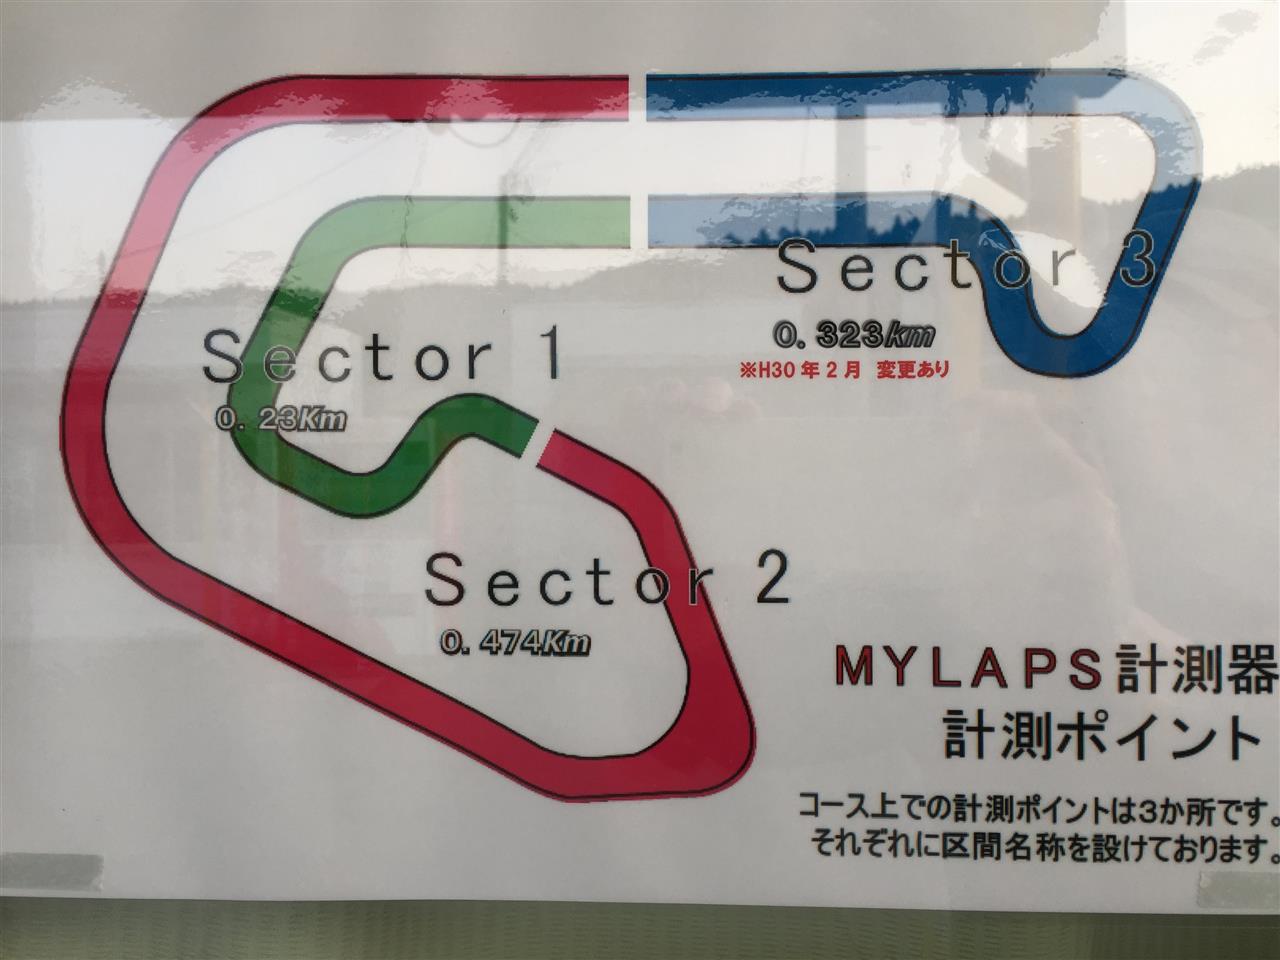 Sector 3
0.323km
※H30年2月 変更あり
Sector 1
0.23Km
Sector 2
0.474Km
MYLAPS計測器
計測ポイント
コース上での計測ポイントは3か所です。
それぞれに区間名称を設けております。